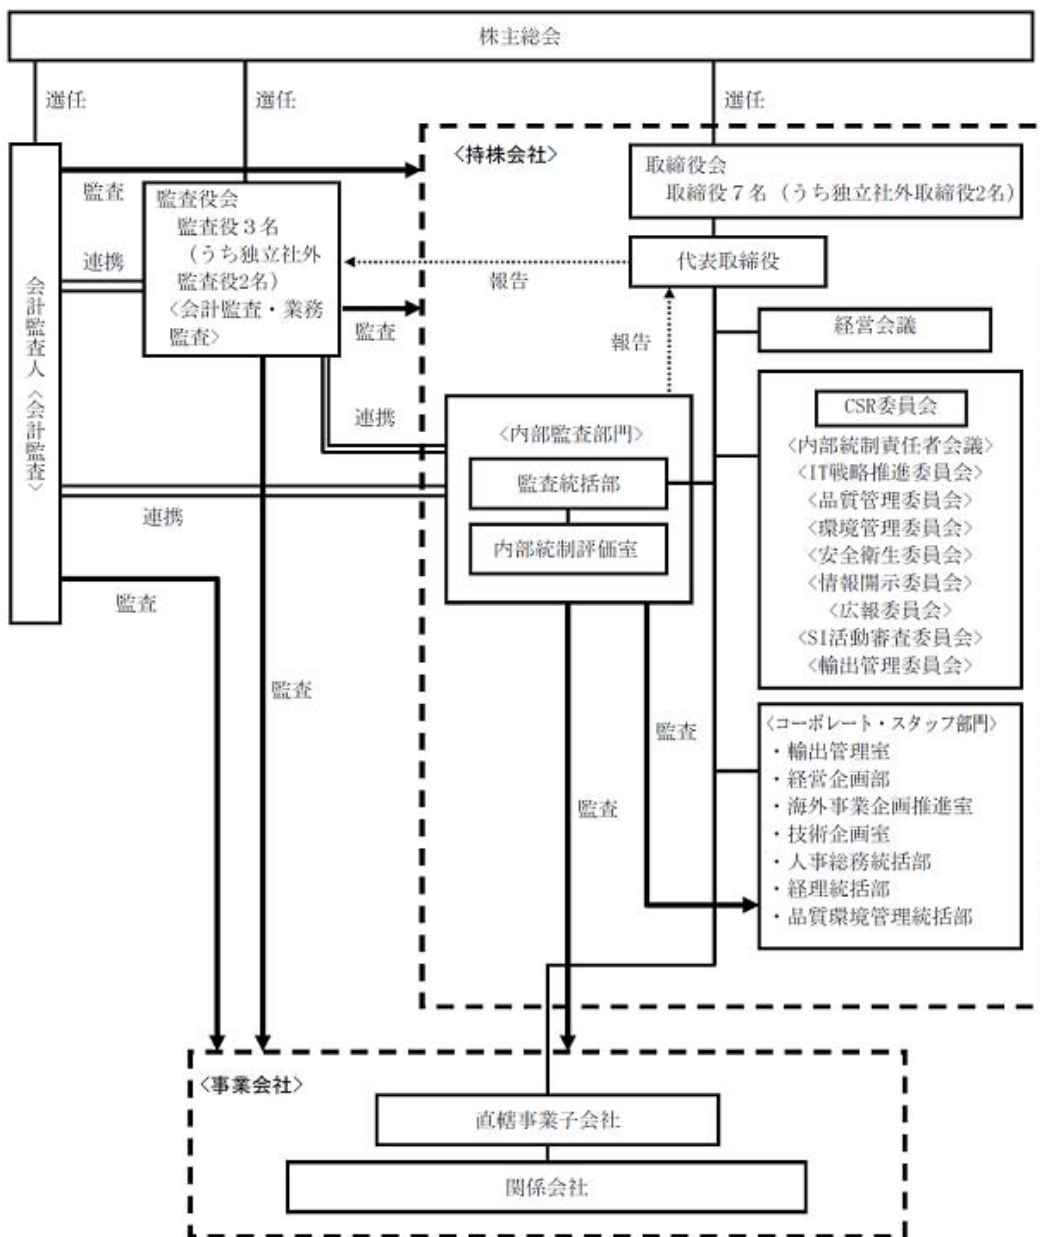 株主総会
選任
選任
選任
〈持株会社〉
取締役会
取締役7名（うち独立社外取締役2名）
監査
監査役会
監査役3名
（うち独立社外
監査役2名）
〈会計監査・業務
監査〉
連携
代表取締役
報告
会計監査人〈会計監査〉
監査
報告
経営会議
CSR委員会
〈内部統制責任者会議〉
〈IT戦略推進委員会〉
〈品質管理委員会〉
〈環境管理委員会〉
〈安全衛生委員会〉
〈情報開示委員会〉
〈広報委員会〉
〈SI活動審査委員会〉
〈輸出管理委員会〉
連携
〈内部監査部門〉
監査統括部
内部統制評価室
連携
監査
監査
監査
監査
〈コーポレート・スタッフ部門〉
・輸出管理室
・経営企画部
・海外事業企画推進室
・技術企画室
・人事総務統括部
・経理統括部
・品質環境管理統括部
〈事業会社〉
直轄事業子会社
関係会社